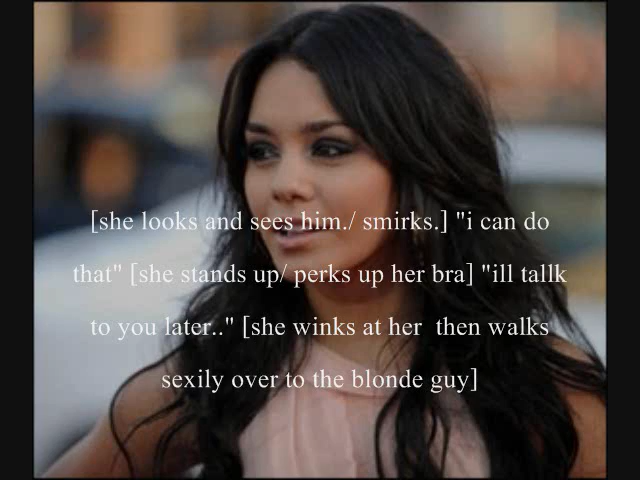 [she looks and sees him./ smirks.] "i can do
that" [she stands up/ perks up her bra] "ill tallk
to you later.." [she winks at her  then walks
sexily over to the blonde guy]